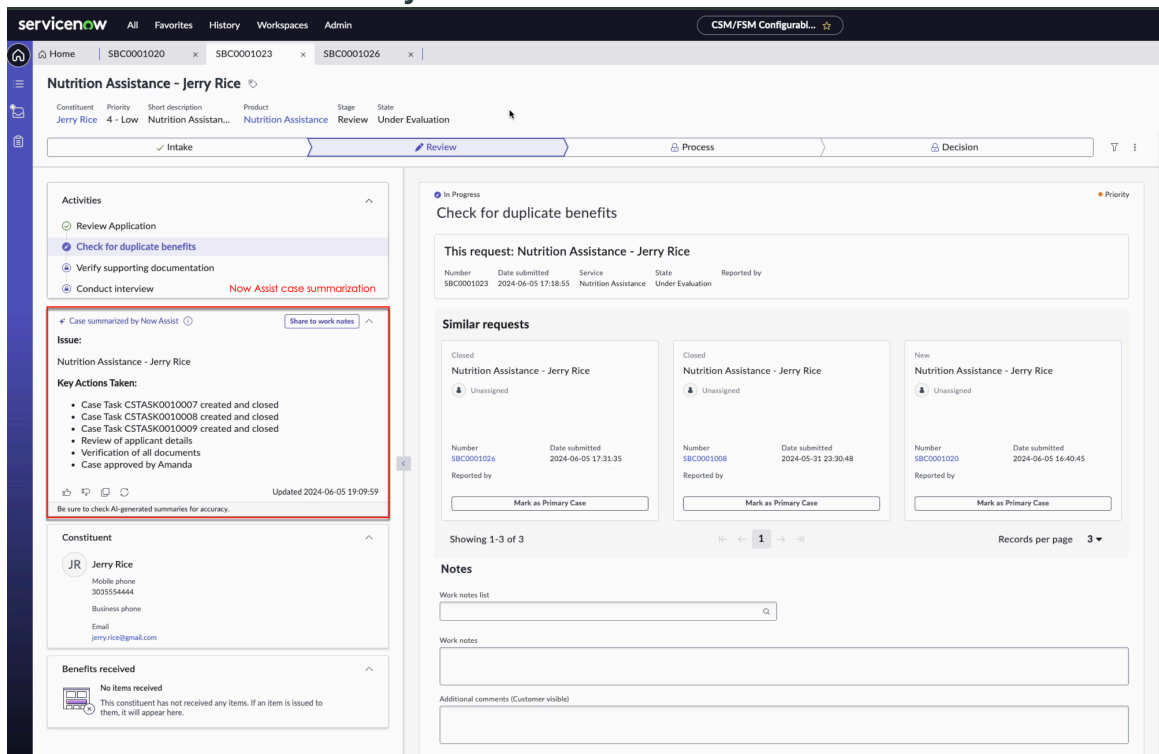 servicenow All Favorites History Workspaces Admin CSM/FSM Configurabl...
Home SBC0001020 × SBC0001023 × SBC0001026 ×
Nutrition Assistance - Jerry Rice
Constituent Priority Short description Product Stage State
Jerry Rice 4 - Low Nutrition Assistan... Nutrition Assistance Review Under Evaluation
Intake Review Process Decision
Activities
Review Application
Check for duplicate benefits
Verify supporting documentation
Conduct interview
Now Assist case summarization
Case summarized by Now Assist Share to work notes
Issue:
Nutrition Assistance - Jerry Rice
Key Actions Taken:
• Case Task CSTASK0010007 created and closed
• Case Task CSTASK0010008 created and closed
• Case Task CSTASK0010009 created and closed
• Review of applicant details
• Verification of all documents
• Case approved by Amanda
Updated 2024-06-05 19:09:59
Be sure to check AI-generated summaries for accuracy.
Constituent
JR Jerry Rice
Mobile phone
3035554444
Business phone
Email
jerry.rice@gmail.com
Benefits received
No items received
This constituent has not received any items. If an item is issued to
them, it will appear here.
In Progress Priority
Check for duplicate benefits
This request: Nutrition Assistance - Jerry Rice
Number Date submitted Service State Reported by
SBC0001023 2024-06-05 17:18:55 Nutrition Assistance Under Evaluation
Similar requests
Closed
Nutrition Assistance - Jerry Rice
Unassigned
Number Date submitted
SBC0001026 2024-06-05 17:31:35
Reported by
Mark as Primary Case
Closed
Nutrition Assistance - Jerry Rice
Unassigned
Number Date submitted
SBC0001008 2024-05-31 23:30:48
Reported by
Mark as Primary Case
New
Nutrition Assistance - Jerry Rice
Unassigned
Number Date submitted
SBC0001020 2024-06-05 16:40:45
Reported by
Mark as Primary Case
Showing 1-3 of 3 1 Records per page 3
Notes
Work notes list
Work notes
Additional comments (Customer visible)